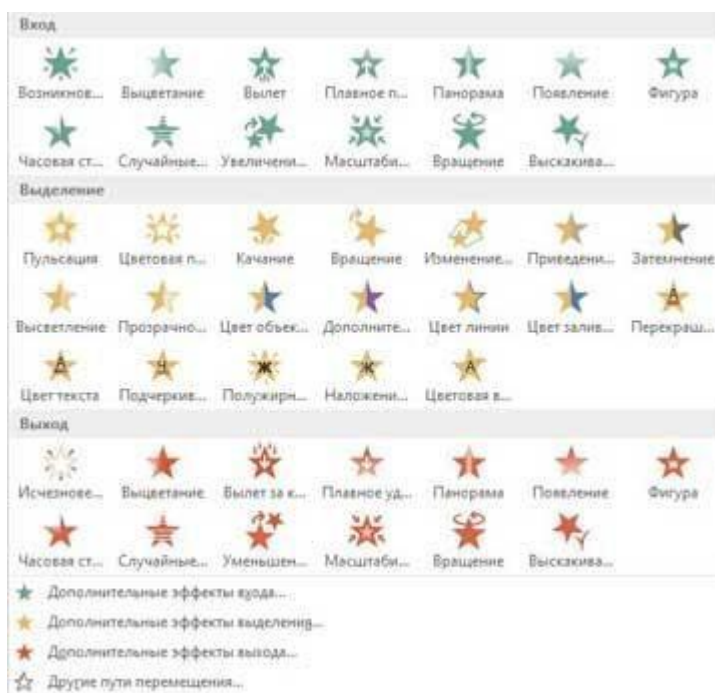 Вход
Возникнов... Выцветание Вылет Плавное п... Панорама Появление Фигура
Часовая ст... Случайные... Увеличени... Масштаби... Вращение Выскакива...
Выделение
Пульсация Цветовая п... Качание Вращение Изменение... Приведени... Затемнение
Высветление Прозрачно... Цвет объек... Дополните... Цвет линии Цвет залив... Перекраш...
Цвет текста Подчеркив... Полужирн... Наложени... Цветовая в...
Выход
Исчезнове... Выцветание Вылет за к... Плавное уд... Панорама Появление Фигура
Часовая ст... Случайные... Уменьшен... Масштаби... Вращение Выскакива...
Дополнительные эффекты входа...
Дополнительные эффекты выделения...
Дополнительные эффекты выхода...
Другие пути перемещения...